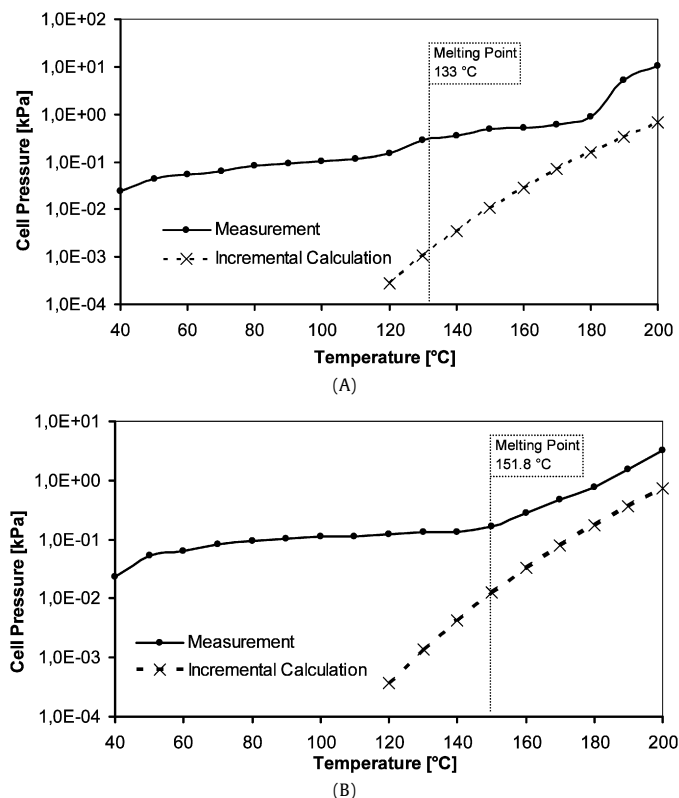 1,0E+02
1,0E+01
1,0E+00
1,0E-01
1,0E-02
1,0E-03
1,0E-04
Cell Pressure [kPa]
Melting Point
133 °C
Measurement
Incremental Calculation
40 60 80 100 120 140 160 180 200
Temperature [°C]
(A)
1,0E+01
1,0E+00
1,0E-01
1,0E-02
1,0E-03
1,0E-04
Cell Pressure [kPa]
Melting Point
151.8 °C
Measurement
Incremental Calculation
40 60 80 100 120 140 160 180 200
Temperature [°C]
(B)